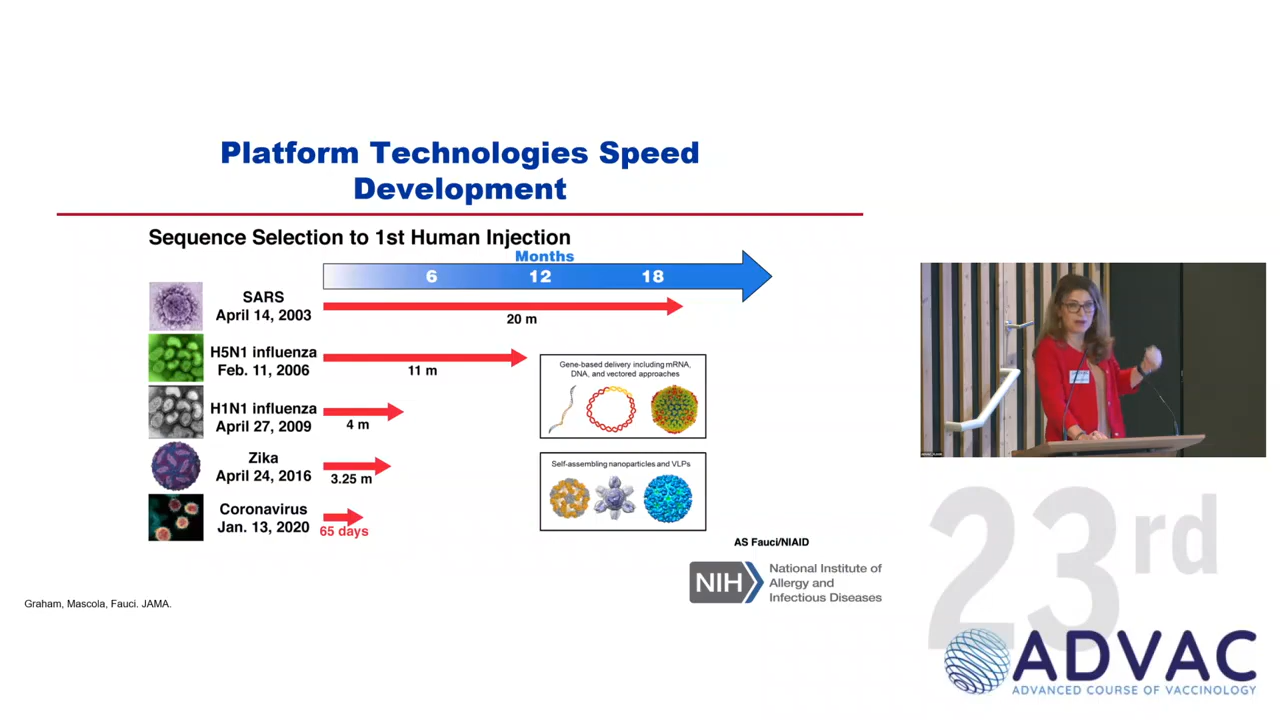 Platform Technologies Speed
Development
Sequence Selection to 1st Human Injection
Months
6 12 18
SARS
April 14, 2003
20 m
H5N1 influenza
Feb. 11, 2006
11 m
H1N1 influenza
April 27, 2009
4 m
Zika
April 24, 2016
3.25 m
Coronavirus
Jan. 13, 2020
65 days
Gene-based delivery including mRNA,
DNA, and vectored approaches
Self-assembling nanoparticles and VLPs
AS Fauci/NIAID
NIH
National Institute of
Allergy and
Infectious Diseases
Graham, Mascola, Fauci. JAMA.
23rd
ADVAC
ADVANCED COURSE OF VACCINOLOGY